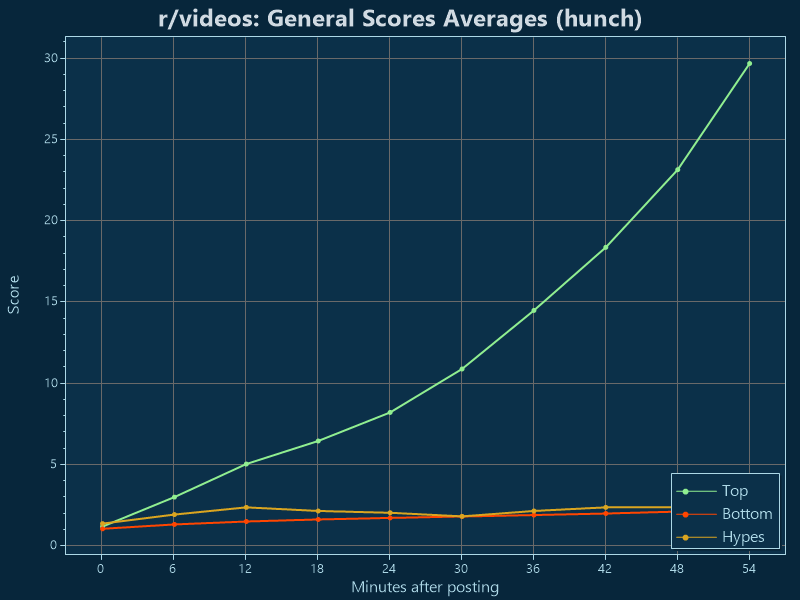 r/videos: General Scores Averages (hunch)
30
25
20
15
10
5
0
Score
0 6 12 18 24 30 36 42 48 54
Minutes after posting
Top
Bottom
Hypes